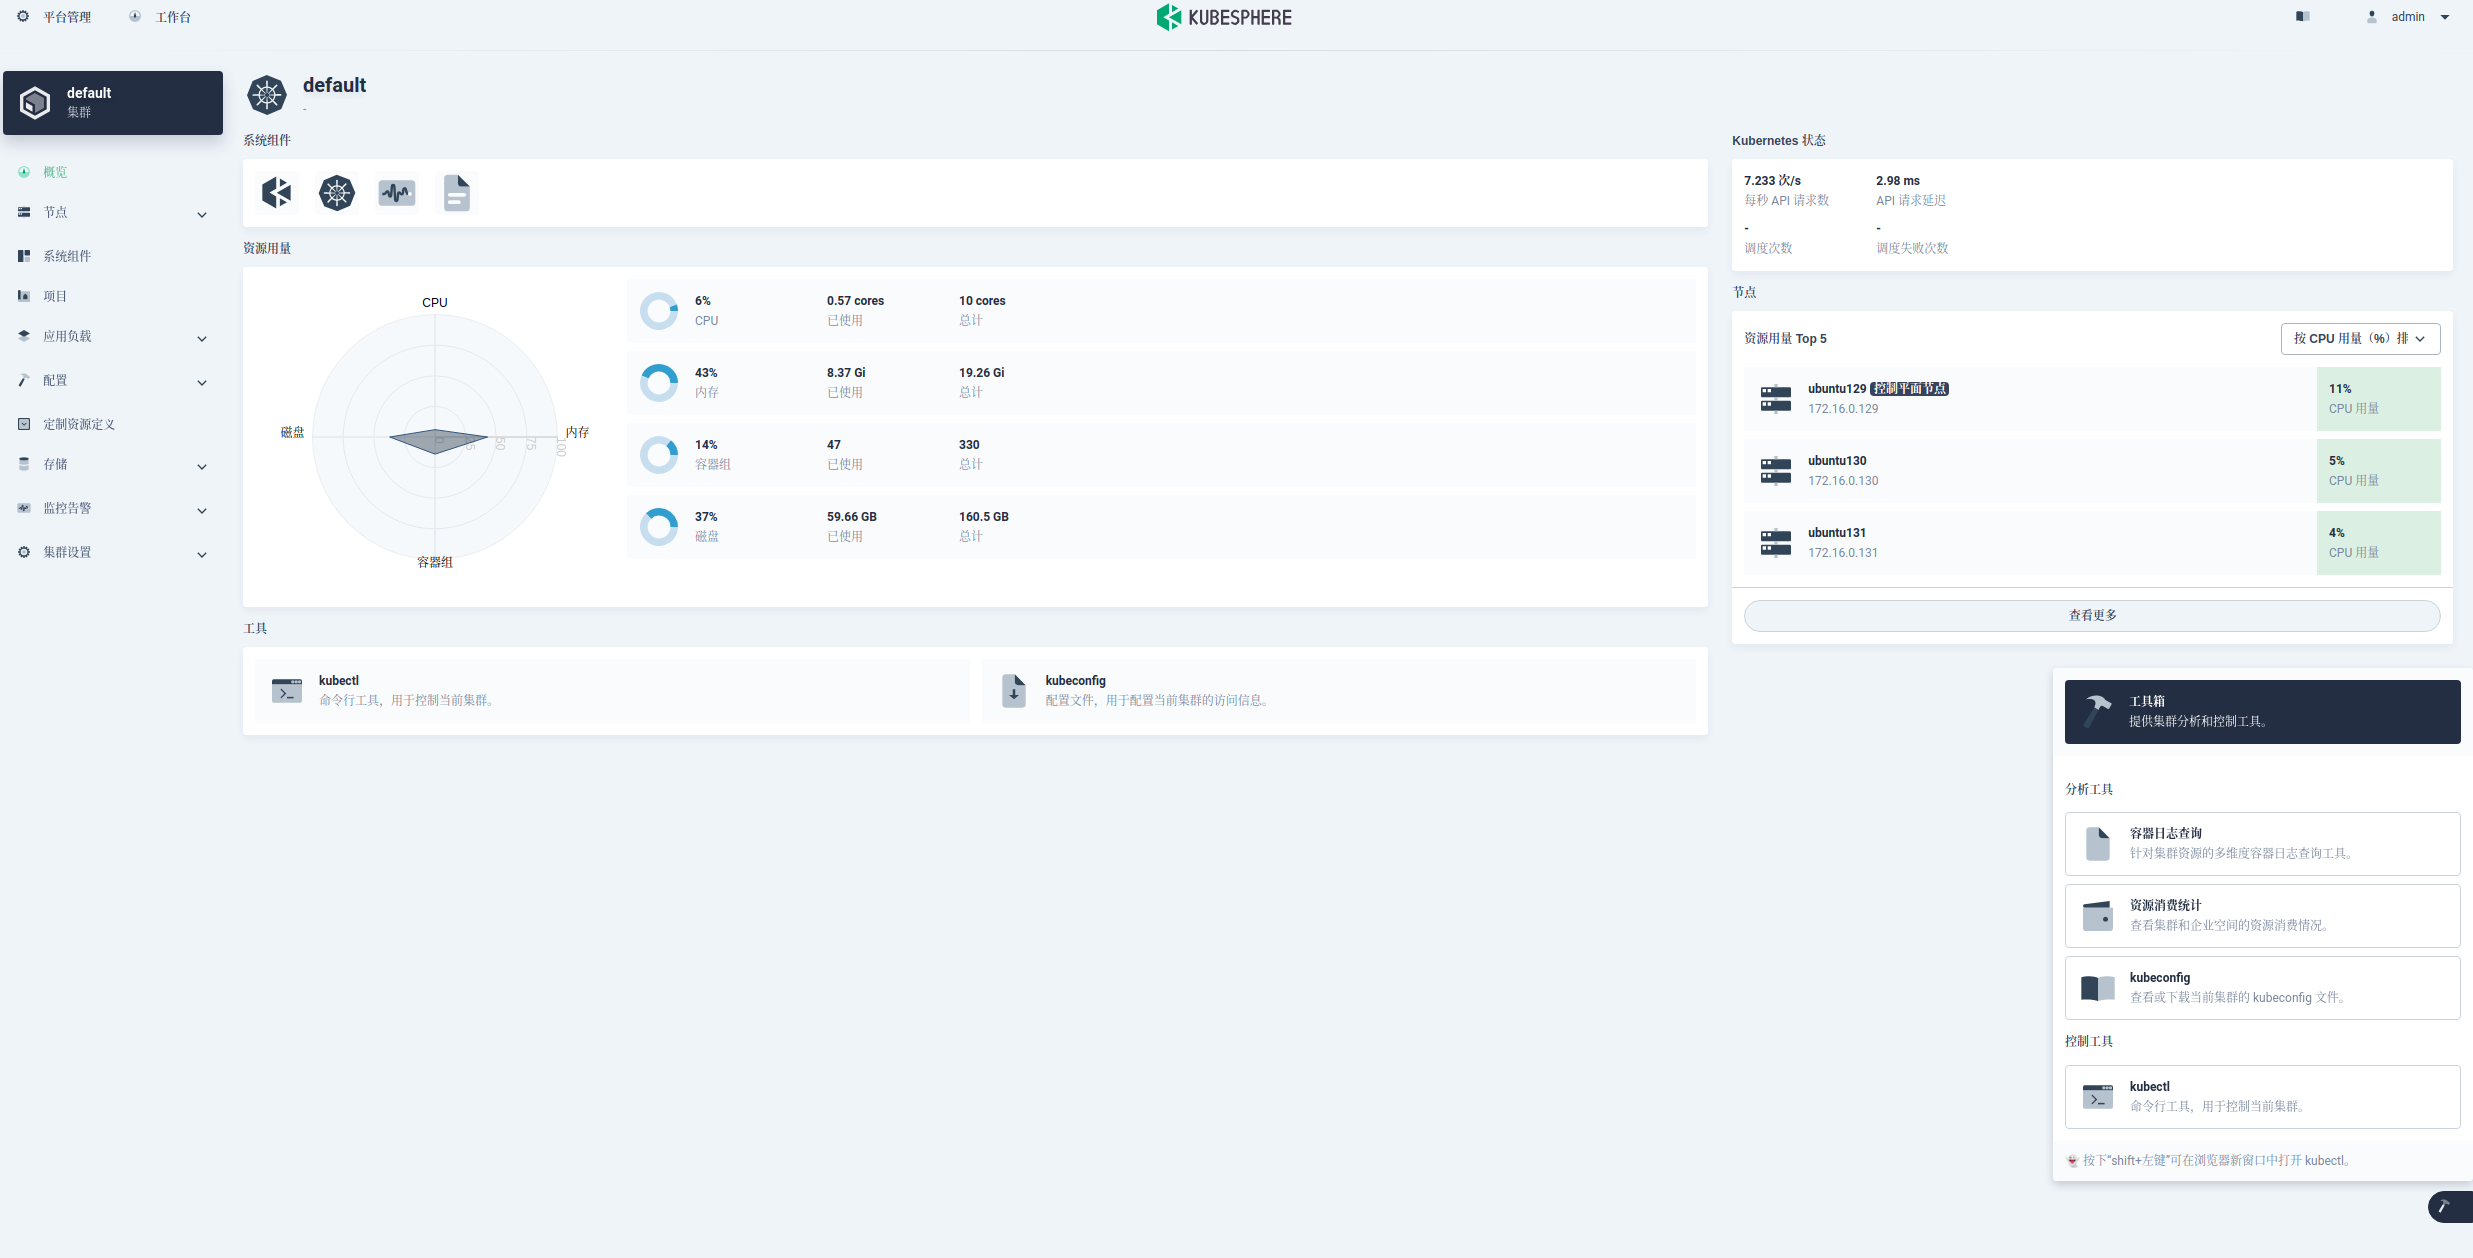 平台管理
工作台
KUBESPHERE
admin
default
集群
概览
节点
系统组件
项目
应用负载
配置
定制资源定义
存储
监控告警
集群设置
default
-
系统组件
资源用量
CPU
内存
容器组
磁盘
0
25
50
75
100
6%
CPU
0.57 cores
已使用
10 cores
总计
43%
内存
8.37 Gi
已使用
19.26 Gi
总计
14%
容器组
47
已使用
330
总计
37%
磁盘
59.66 GB
已使用
160.5 GB
总计
工具
kubectl
命令行工具，用于控制当前集群。
kubeconfig
配置文件，用于配置当前集群的访问信息。
Kubernetes 状态
7.233 次/s
每秒 API 请求数
2.98 ms
API 请求延迟
-
调度次数
-
调度失败次数
节点
资源用量 Top 5
按 CPU 用量（%）排
ubuntu129 控制平面节点
172.16.0.129
11%
CPU 用量
ubuntu130
172.16.0.130
5%
CPU 用量
ubuntu131
172.16.0.131
4%
CPU 用量
查看更多
工具箱
提供集群分析和控制工具。
分析工具
容器日志查询
针对集群资源的多维度容器日志查询工具。
资源消费统计
查看集群和企业空间的资源消费情况。
kubeconfig
查看或下载当前集群的 kubeconfig 文件。
控制工具
kubectl
命令行工具，用于控制当前集群。
👻 按下“shift+左键”可在浏览器新窗口中打开 kubectl。